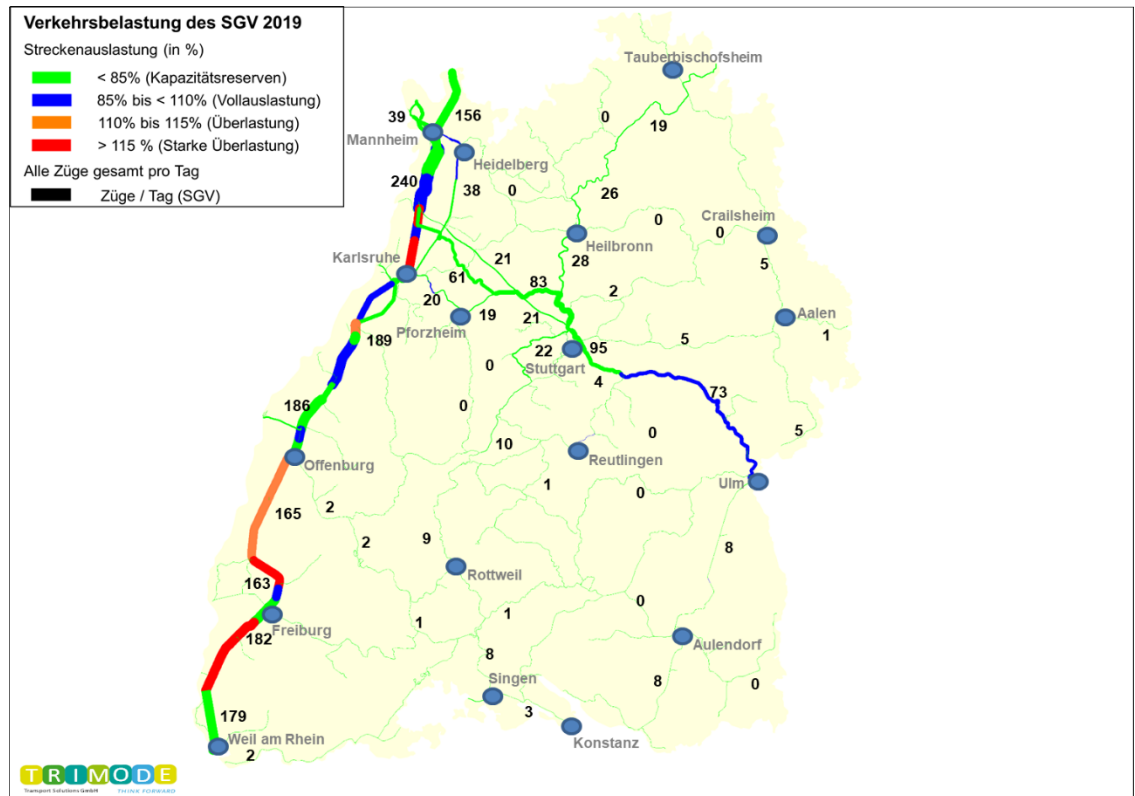 Verkehrsbelastung des SGV 2019
Streckenauslastung (in %)
< 85% (Kapazitätsreserven)
85% bis < 110% (Vollauslastung)
110% bis 115% (Überlastung)
> 115 % (Starke Überlastung)
Alle Züge gesamt pro Tag
Züge / Tag (SGV)
Tauberbischofsheim
39
156
0
19
Mannheim
Heidelberg
240
38
0
26
0
Crailsheim
0
Heilbronn
Karlsruhe
21
28
5
61
83
20
2
Aalen
19
21
Pforzheim
1
189
22
95
5
Stuttgart
0
4
73
186
0
10
0
5
Offenburg
Reutlingen
Ulm
1
0
165
2
2
9
8
Rottweil
163
0
1
1
Freiburg
182
Aulendorf
8
Singen
8
0
179
3
Weil am Rhein
Konstanz
2
TRIMODE
Transport Solutions GmbH
THINK FORWARD